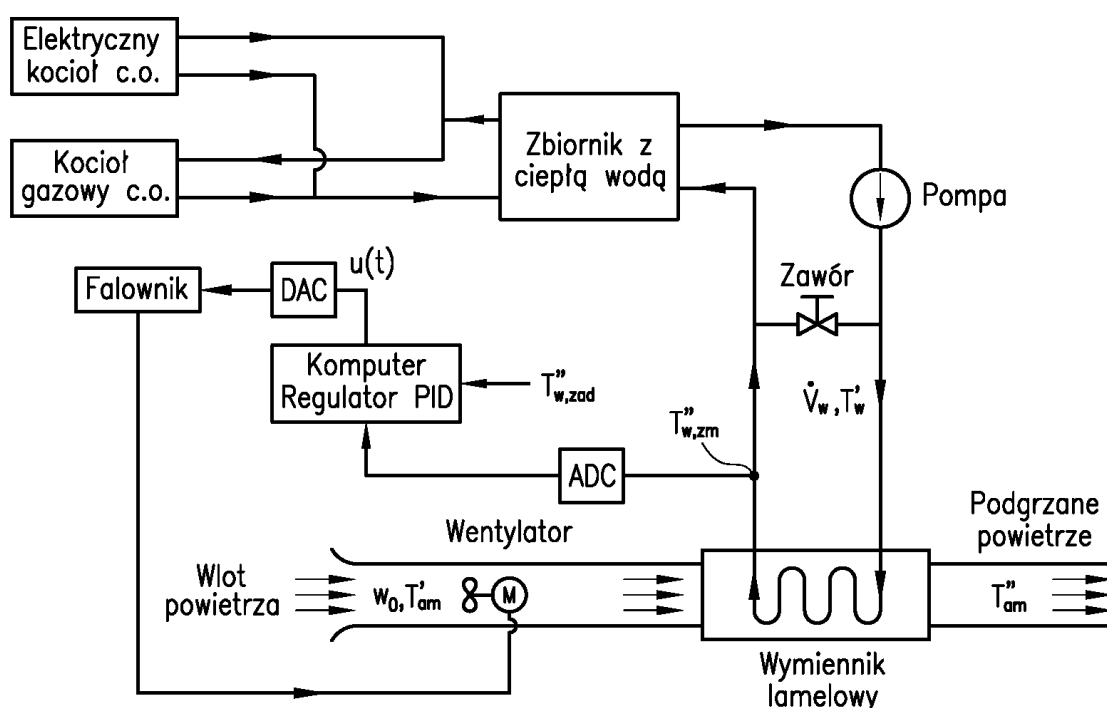 Elektryczny
kocioł c.o.
Kocioł
gazowy c.o.
Zbiornik z
ciepłą wodą
Pompa
Zawór
Falownik
DAC
u(t)
Komputer
Regulator PID
T''w,zad
V̇w,T'w
T''w,zm
ADC
Wentylator
Podgrzane
powietrze
Wlot
powietrza
w0,T'am
M
T''am
Wymiennik
lamelowy